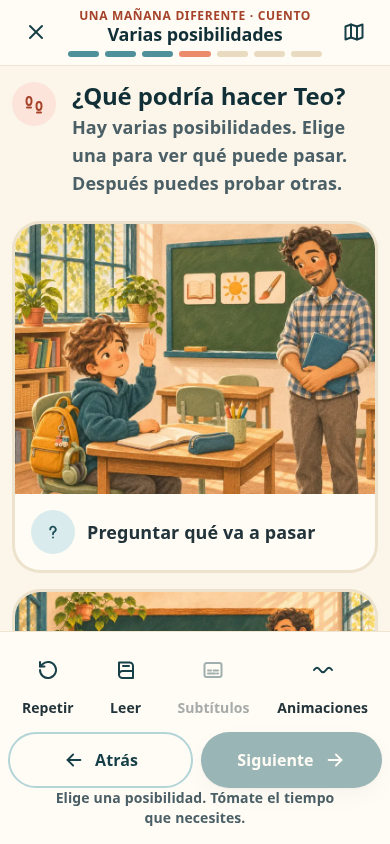 UNA MAÑANA DIFERENTE · CUENTO
Varias posibilidades
¿Qué podría hacer Teo?
Hay varias posibilidades. Elige
una para ver qué puede pasar.
Después puedes probar otras.
?
Preguntar qué va a pasar
Repetir
Leer
Subtítulos
Animaciones
← Atrás
Siguiente →
Elige una posibilidad. Tómate el tiempo
que necesites.